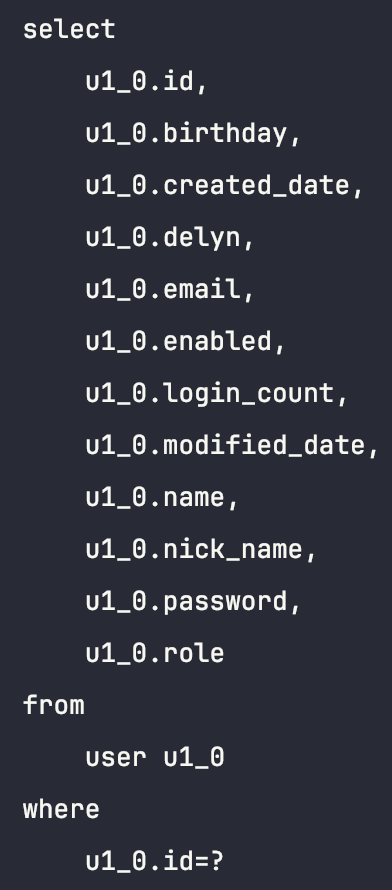 select
u1_0.id,
u1_0.birthday,
u1_0.created_date,
u1_0.delyn,
u1_0.email,
u1_0.enabled,
u1_0.login_count,
u1_0.modified_date,
u1_0.name,
u1_0.nick_name,
u1_0.password,
u1_0.role
from
user u1_0
where
u1_0.id=?